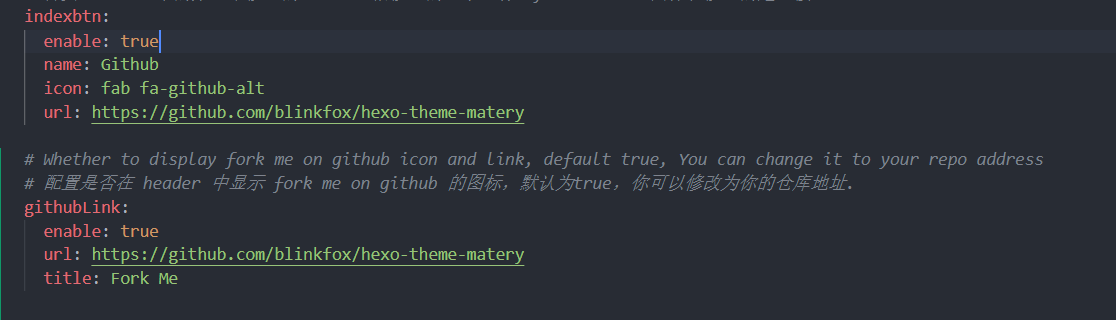 indexbtn:
enable: true
name: Github
icon: fab fa-github-alt
url: https://github.com/blinkfox/hexo-theme-matery
# Whether to display fork me on github icon and link, default true, You can change it to your repo address
# 配置是否在 header 中显示 fork me on github 的图标，默认为true，你可以修改为你的仓库地址.
githubLink:
enable: true
url: https://github.com/blinkfox/hexo-theme-matery
title: Fork Me